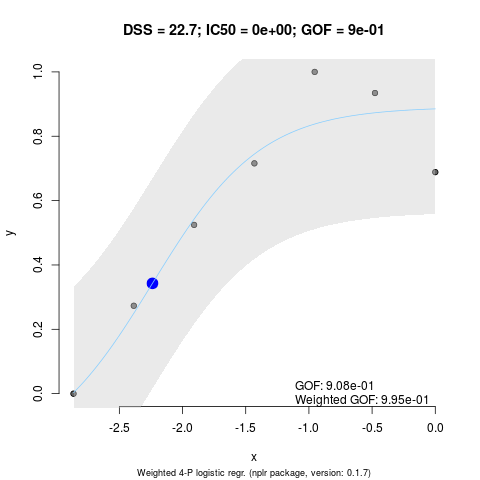 DSS = 22.7; IC50 = 0e+00; GOF = 9e-01
1.0
0.8
0.6
y
0.4
0.2
0.0
GOF: 9.08e-01
Weighted GOF: 9.95e-01
-2.5 -2.0 -1.5 -1.0 -0.5 0.0
x
Weighted 4-P logistic regr. (nplr package, version: 0.1.7)